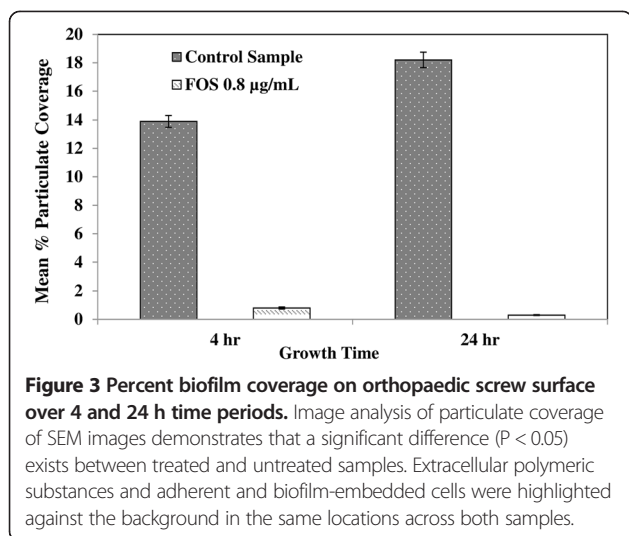 20
18
Control Sample
16
FOS 0.8 µg/mL
14
12
10
8
6
4
2
0
Mean % Particulate Coverage
4 hr
24 hr
Growth Time
Figure 3 Percent biofilm coverage on orthopaedic screw surface
over 4 and 24 h time periods. Image analysis of particulate coverage
of SEM images demonstrates that a significant difference (P < 0.05)
exists between treated and untreated samples. Extracellular polymeric
substances and adherent and biofilm-embedded cells were highlighted
against the background in the same locations across both samples.